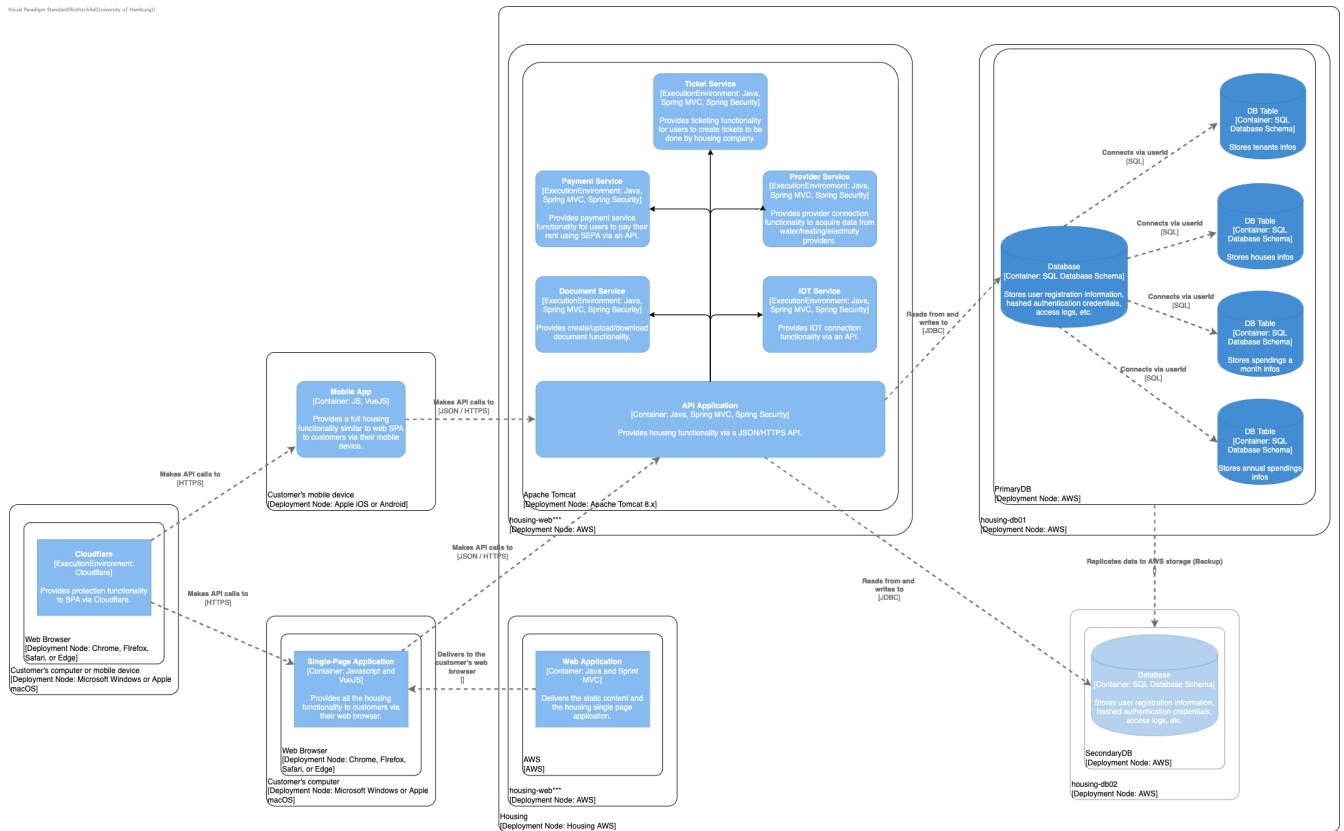 Visual Paradigm Standard(Rothschild(University of Hamburg))
Ticket Service
[ExecutionEnvironment: Java,
Spring MVC, Spring Security]
Provides ticketing functionality
for users to create tickets to be
done by housing company.
Payment Service
[ExecutionEnvironment: Java,
Spring MVC, Spring Security]
Provides payment service
functionality for users to pay their
rent using SEPA via an API.
Provider Service
[ExecutionEnvironment: Java,
Spring MVC, Spring Security]
Provides provider connection
functionality to acquire data from
water/heating/electricity
providers.
Document Service
[ExecutionEnvironment: Java,
Spring MVC, Spring Security]
Provides create/upload/download
document functionality.
IOT Service
[ExecutionEnvironment: Java,
Spring MVC, Spring Security]
Provides IOT connection
functionality via an API.
API Application
[Container: Java, Spring MVC, Spring Security]
Provides housing functionality via a JSON/HTTPS API.
Apache Tomcat
[Deployment Node: Apache Tomcat 8.x]
housing-web***
[Deployment Node: AWS]
Reads from and
writes to
[JDBC]
Database
[Container: SQL Database Schema]
Stores user registration information,
hashed authentication credentials,
access logs, etc.
Connects via userId
[SQL]
Connects via userId
[SQL]
Connects via userId
[SQL]
Connects via userId
[SQL]
DB Table
[Container: SQL
Database Schema]
Stores tenants infos
DB Table
[Container: SQL
Database Schema]
Stores houses infos
DB Table
[Container: SQL
Database Schema]
Stores spendings a
month infos
DB Table
[Container: SQL
Database Schema]
Stores annual spendings
infos
PrimaryDB
[Deployment Node: AWS]
housing-db01
[Deployment Node: AWS]
Mobile App
[Container: JS, VueJS]
Provides a full housing
functionality similar to web SPA
to customers via their mobile
device.
Customer's mobile device
[Deployment Node: Apple iOS or Android]
Makes API calls to
[JSON / HTTPS]
Makes API calls to
[HTTPS]
Cloudflare
[ExecutionEnvironment:
Cloudflare]
Provides protection functionality
to SPA via Cloudflare.
Web Browser
[Deployment Node: Chrome, FIrefox,
Safari, or Edge]
Customer's computer or mobile device
[Deployment Node: Microsoft Windows or Apple
macOS]
Makes API calls to
[HTTPS]
Makes API calls to
[JSON / HTTPS]
Single-Page Application
[Container: Javascript and
VueJS]
Provides all the housing
functionality to customers via
their web browser.
Web Browser
[Deployment Node: Chrome, FIrefox,
Safari, or Edge]
Customer's computer
[Deployment Node: Microsoft Windows or Apple
macOS]
Delivers to the
customer's web
browser
[]
Web Application
[Container: Java and Sprint
MVC]
Delivers the static content and
the housing single page
application.
AWS
[AWS]
housing-web***
[Deployment Node: AWS]
Housing
[Deployment Node: Housing AWS]
Reads from and
writes to
[JDBC]
Replicates data to AWS storage (Backup)
[]
Database
[Container: SQL Database Schema]
Stores user registration information,
hashed authentication credentials,
access logs, etc.
SecondaryDB
[Deployment Node: AWS]
housing-db02
[Deployment Node: AWS]